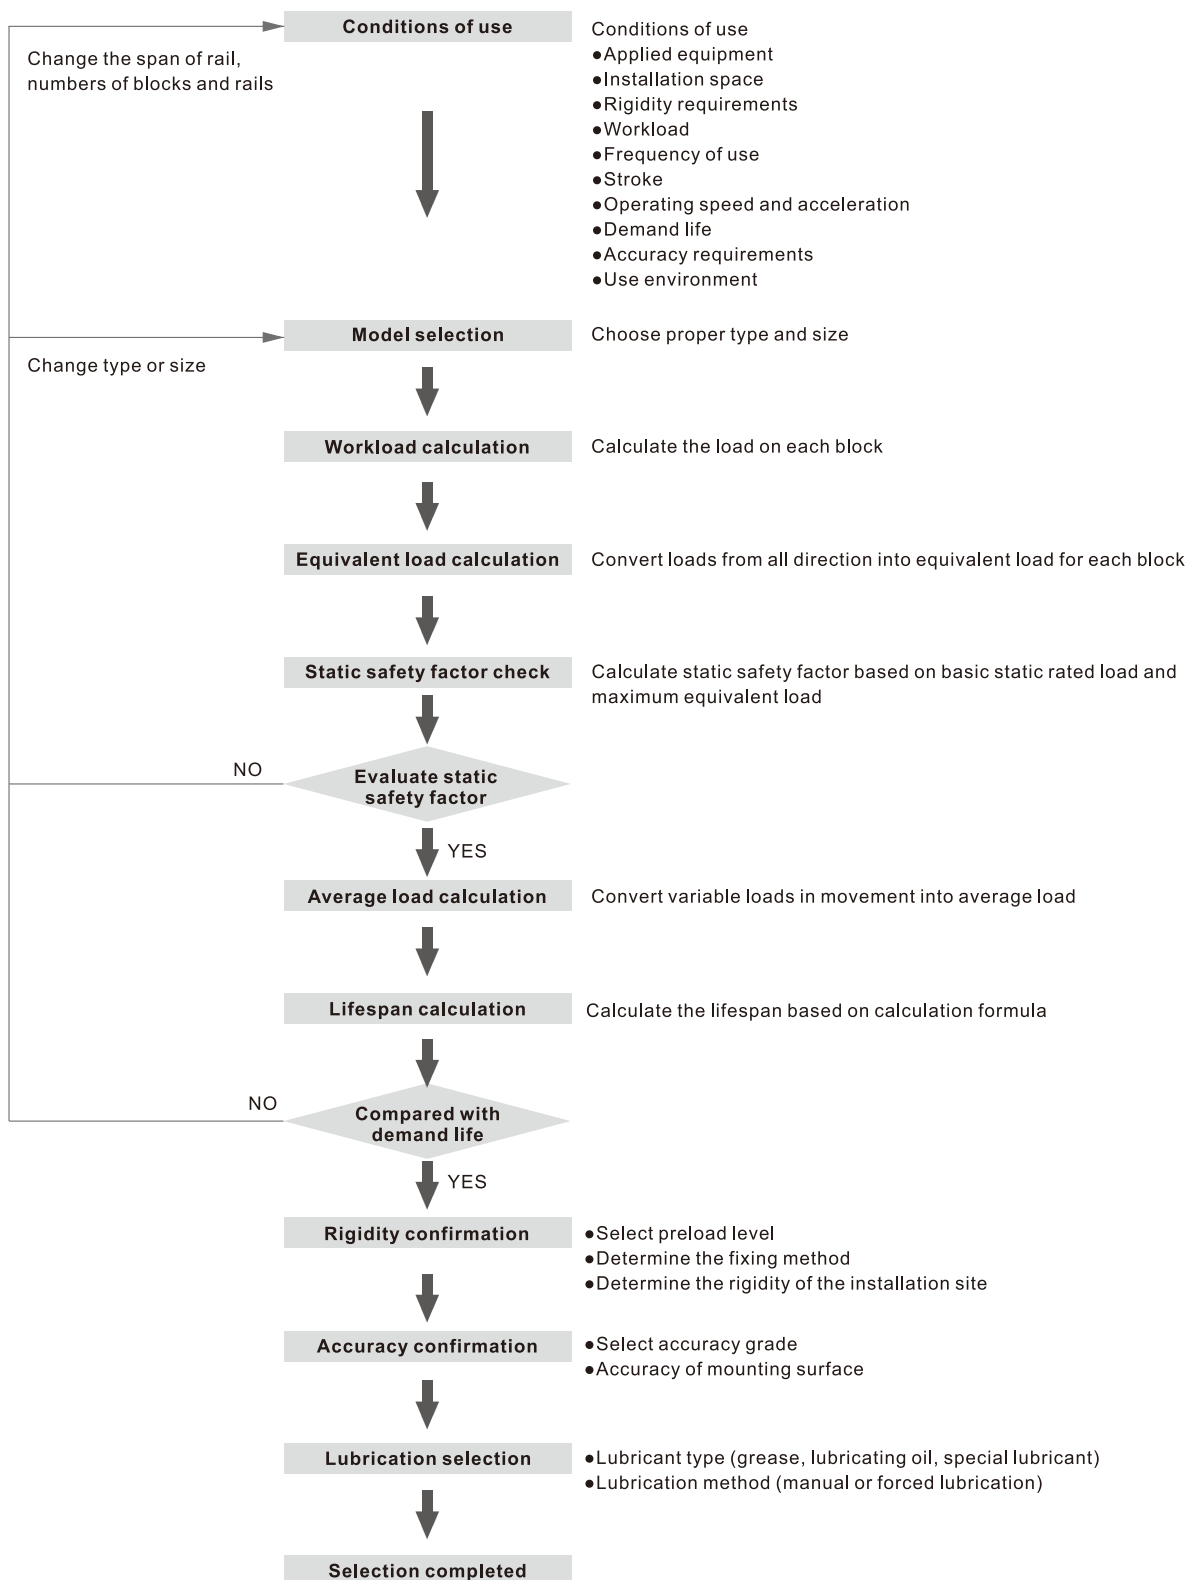 Conditions of use
Change the span of rail,
numbers of blocks and rails
Conditions of use
●Applied equipment
●Installation space
●Rigidity requirements
●Workload
●Frequency of use
●Stroke
●Operating speed and acceleration
●Demand life
●Accuracy requirements
●Use environment
Model selection
Choose proper type and size
Change type or size
Workload calculation
Calculate the load on each block
Equivalent load calculation
Convert loads from all direction into equivalent load for each block
Static safety factor check
Calculate static safety factor based on basic static rated load and
maximum equivalent load
NO
Evaluate static
safety factor
YES
Average load calculation
Convert variable loads in movement into average load
Lifespan calculation
Calculate the lifespan based on calculation formula
NO
Compared with
demand life
YES
Rigidity confirmation
●Select preload level
●Determine the fixing method
●Determine the rigidity of the installation site
Accuracy confirmation
●Select accuracy grade
●Accuracy of mounting surface
Lubrication selection
●Lubricant type (grease, lubricating oil, special lubricant)
●Lubrication method (manual or forced lubrication)
Selection completed